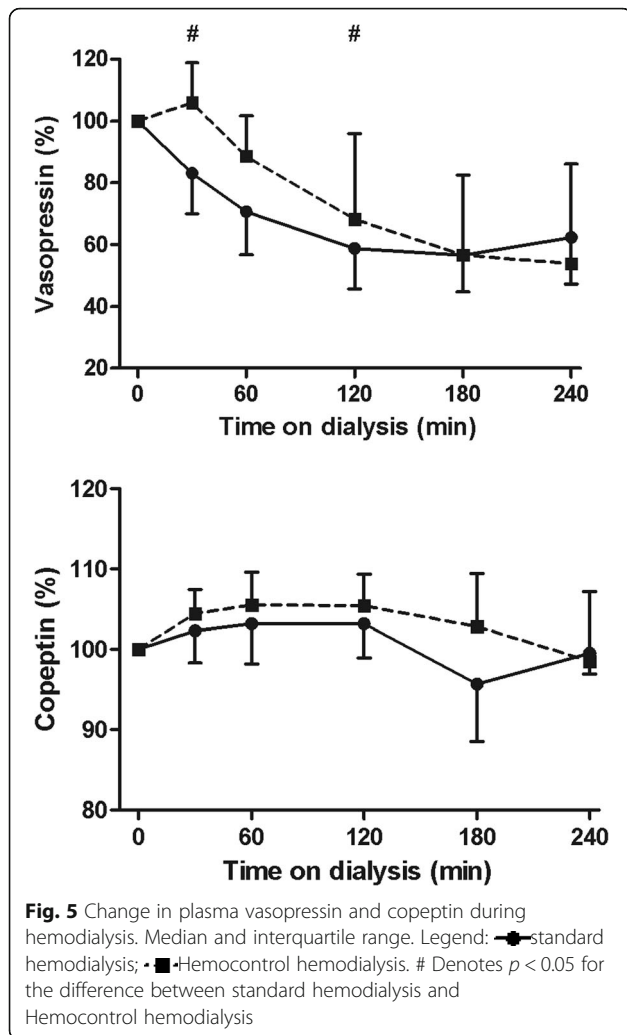 # #
120
100
80
60
40
20
Vasopressin (%)
0 60 120 180 240
Time on dialysis (min)
120
110
100
90
80
Copeptin (%)
0 60 120 180 240
Time on dialysis (min)
Fig. 5 Change in plasma vasopressin and copeptin during
hemodialysis. Median and interquartile range. Legend: standard
hemodialysis; Hemocontrol hemodialysis. # Denotes p < 0.05 for
the difference between standard hemodialysis and
Hemocontrol hemodialysis